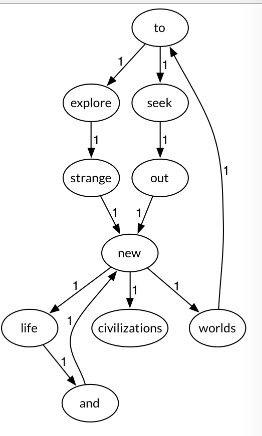 to
1 1
explore seek
1 1
strange out
1
1 1
new
1 1 1 1
life civilizations worlds
1
and